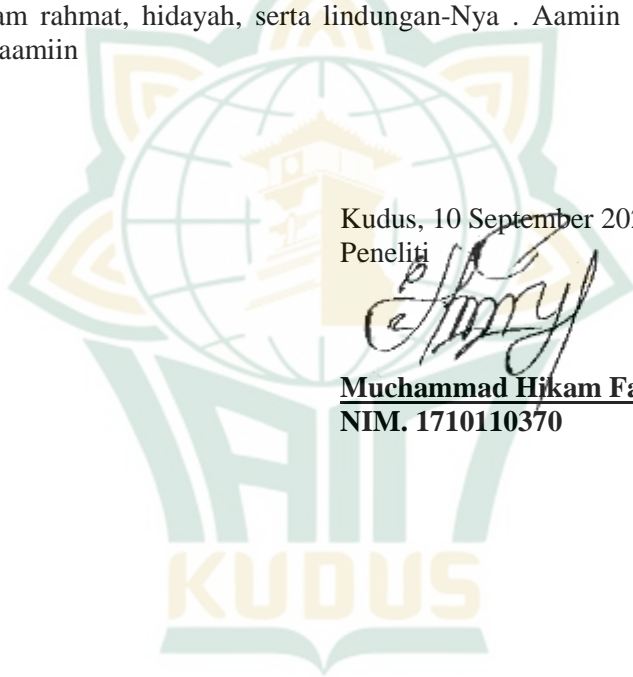 am rahmat, hidayah, serta lindungan-Nya . Aamiin
aamiin
Kudus, 10 September 20
Peneliti
Muchammad Hikam Fa
NIM. 1710110370
IAIN
KUDUS